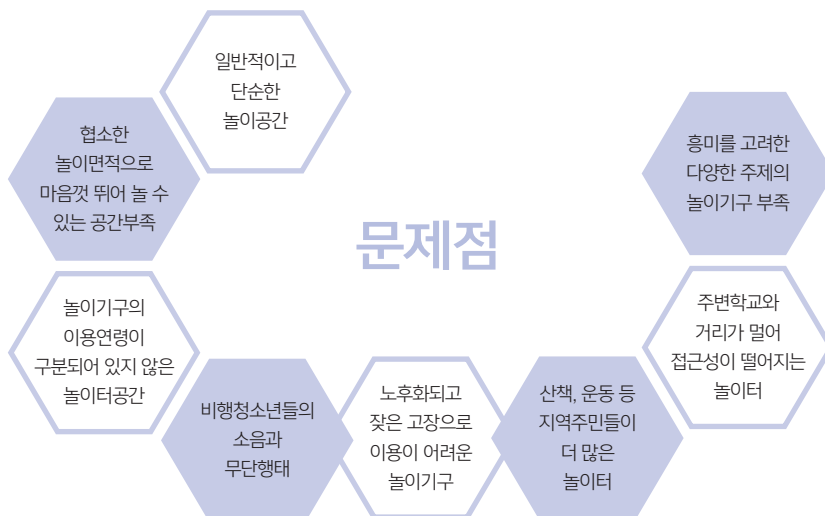 일반적이고
단순한
놀이공간
협소한
놀이면적으로
마음껏 뛰어 놀 수
있는 공간부족
흥미를 고려한
다양한 주제의
놀이기구 부족
문제점
놀이기구의
이용연령이
구분되어 있지 않은
놀이터공간
주변학교와
거리가 멀어
접근성이 떨어지는
놀이터
비행청소년들의
소음과
무단행태
노후화되고
잦은 고장으로
이용이 어려운
놀이기구
산책, 운동 등
지역주민들이
더 많은
놀이터